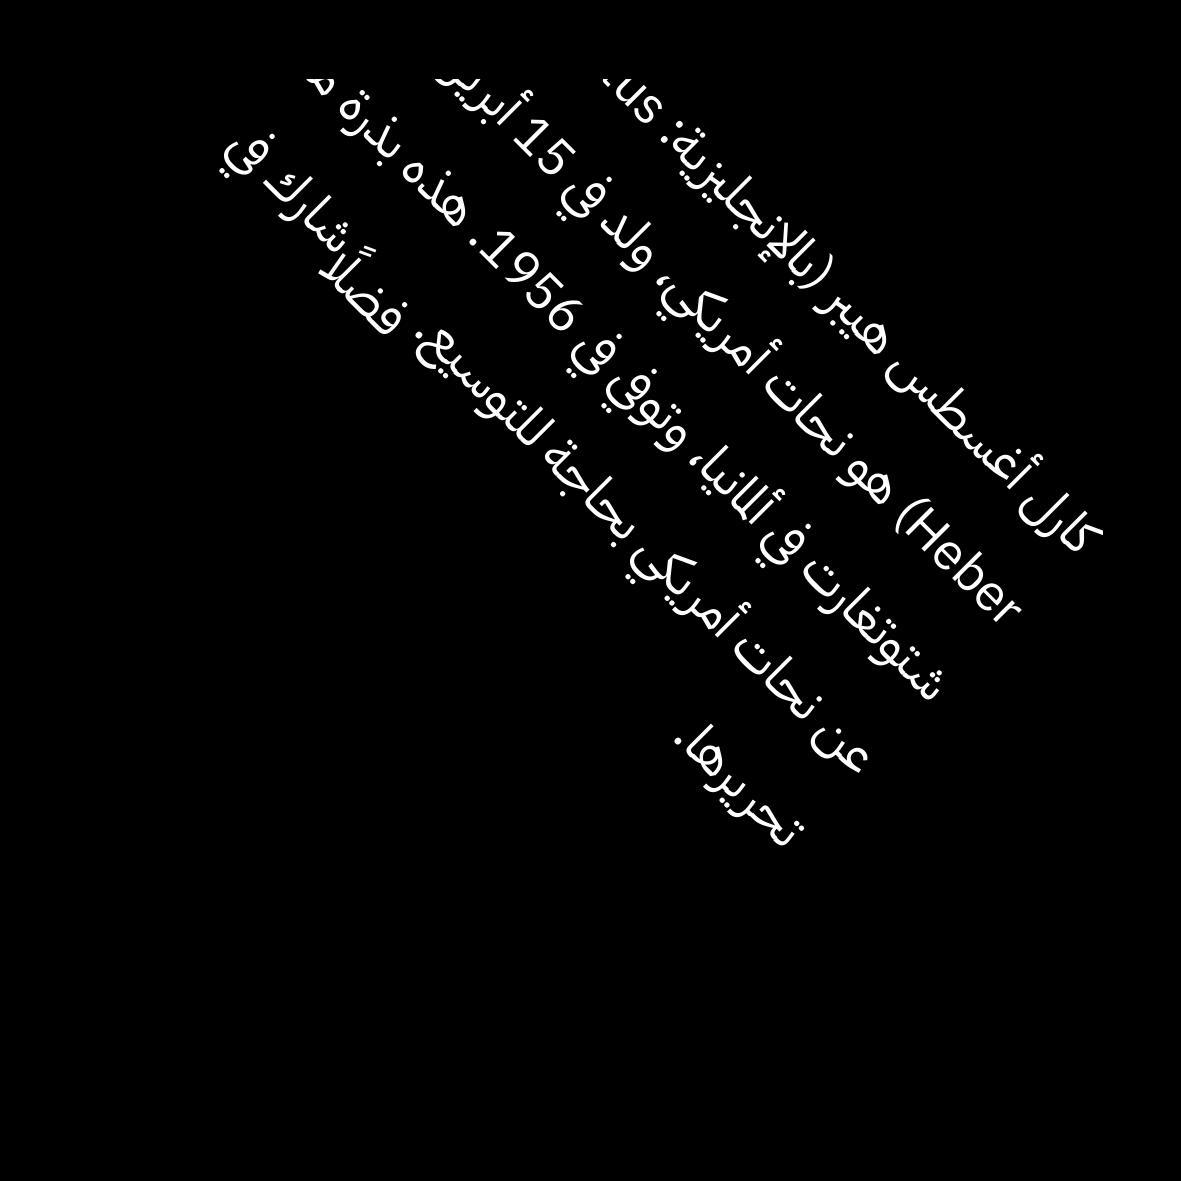 كارل أغسطس هيبر (بالإنجليزية:
Heber) هو نحات أمريكي، ولد في 15 أبريل
شتوتغارت في ألمانيا، وتوفي في 1956. هذه بذرة
عن نحات أمريكي بحاجة للتوسيع. فضلًا شارك في
تحريرها.